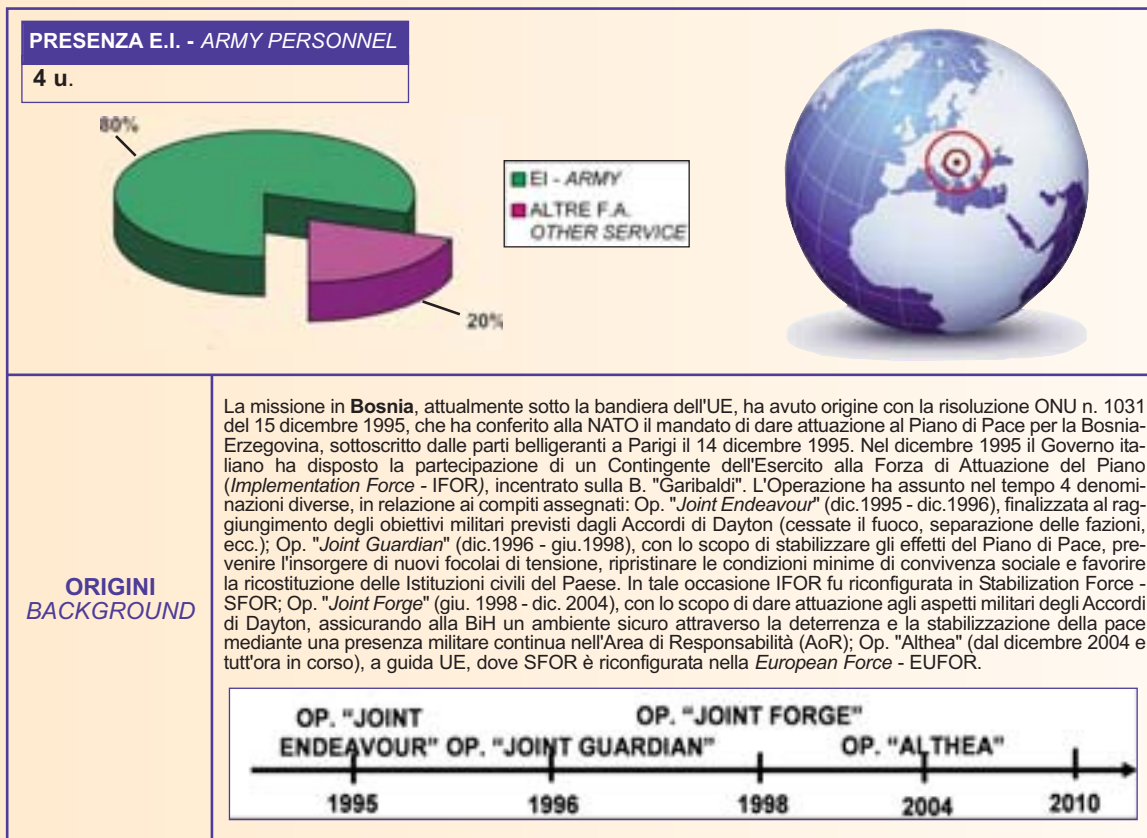 PRESENZA E.I. - ARMY PERSONNEL
4 u.
80%
EI - ARMY
ALTRE F.A.
OTHER SERVICE
20%
ORIGINI
BACKGROUND
La missione in Bosnia, attualmente sotto la bandiera dell'UE, ha avuto origine con la risoluzione ONU n. 1031
del 15 dicembre 1995, che ha conferito alla NATO il mandato di dare attuazione al Piano di Pace per la Bosnia-
Erzegovina, sottoscritto dalle parti belligeranti a Parigi il 14 dicembre 1995. Nel dicembre 1995 il Governo ita-
liano ha disposto la partecipazione di un Contingente dell'Esercito alla Forza di Attuazione del Piano
(Implementation Force - IFOR), incentrato sulla B. "Garibaldi". L'Operazione ha assunto nel tempo 4 denomi-
nazioni diverse, in relazione ai compiti assegnati: Op. "Joint Endeavour" (dic.1995 - dic.1996), finalizzata al rag-
giungimento degli obiettivi militari previsti dagli Accordi di Dayton (cessate il fuoco, separazione delle fazioni,
ecc.); Op. "Joint Guardian" (dic.1996 - giu.1998), con lo scopo di stabilizzare gli effetti del Piano di Pace, pre-
venire l'insorgere di nuovi focolai di tensione, ripristinare le condizioni minime di convivenza sociale e favorire
la ricostituzione delle Istituzioni civili del Paese. In tale occasione IFOR fu riconfigurata in Stabilization Force -
SFOR; Op. "Joint Forge" (giu. 1998 - dic. 2004), con lo scopo di dare attuazione agli aspetti militari degli Accordi
di Dayton, assicurando alla BiH un ambiente sicuro attraverso la deterrenza e la stabilizzazione della pace
mediante una presenza militare continua nell'Area di Responsabilità (AoR); Op. "Althea" (dal dicembre 2004 e
tutt'ora in corso), a guida UE, dove SFOR è riconfigurata nella European Force - EUFOR.
OP. "JOINT OP. "JOINT FORGE"
ENDEAVOUR" OP. "JOINT GUARDIAN" OP. "ALTHEA"
1995 1996 1998 2004 2010